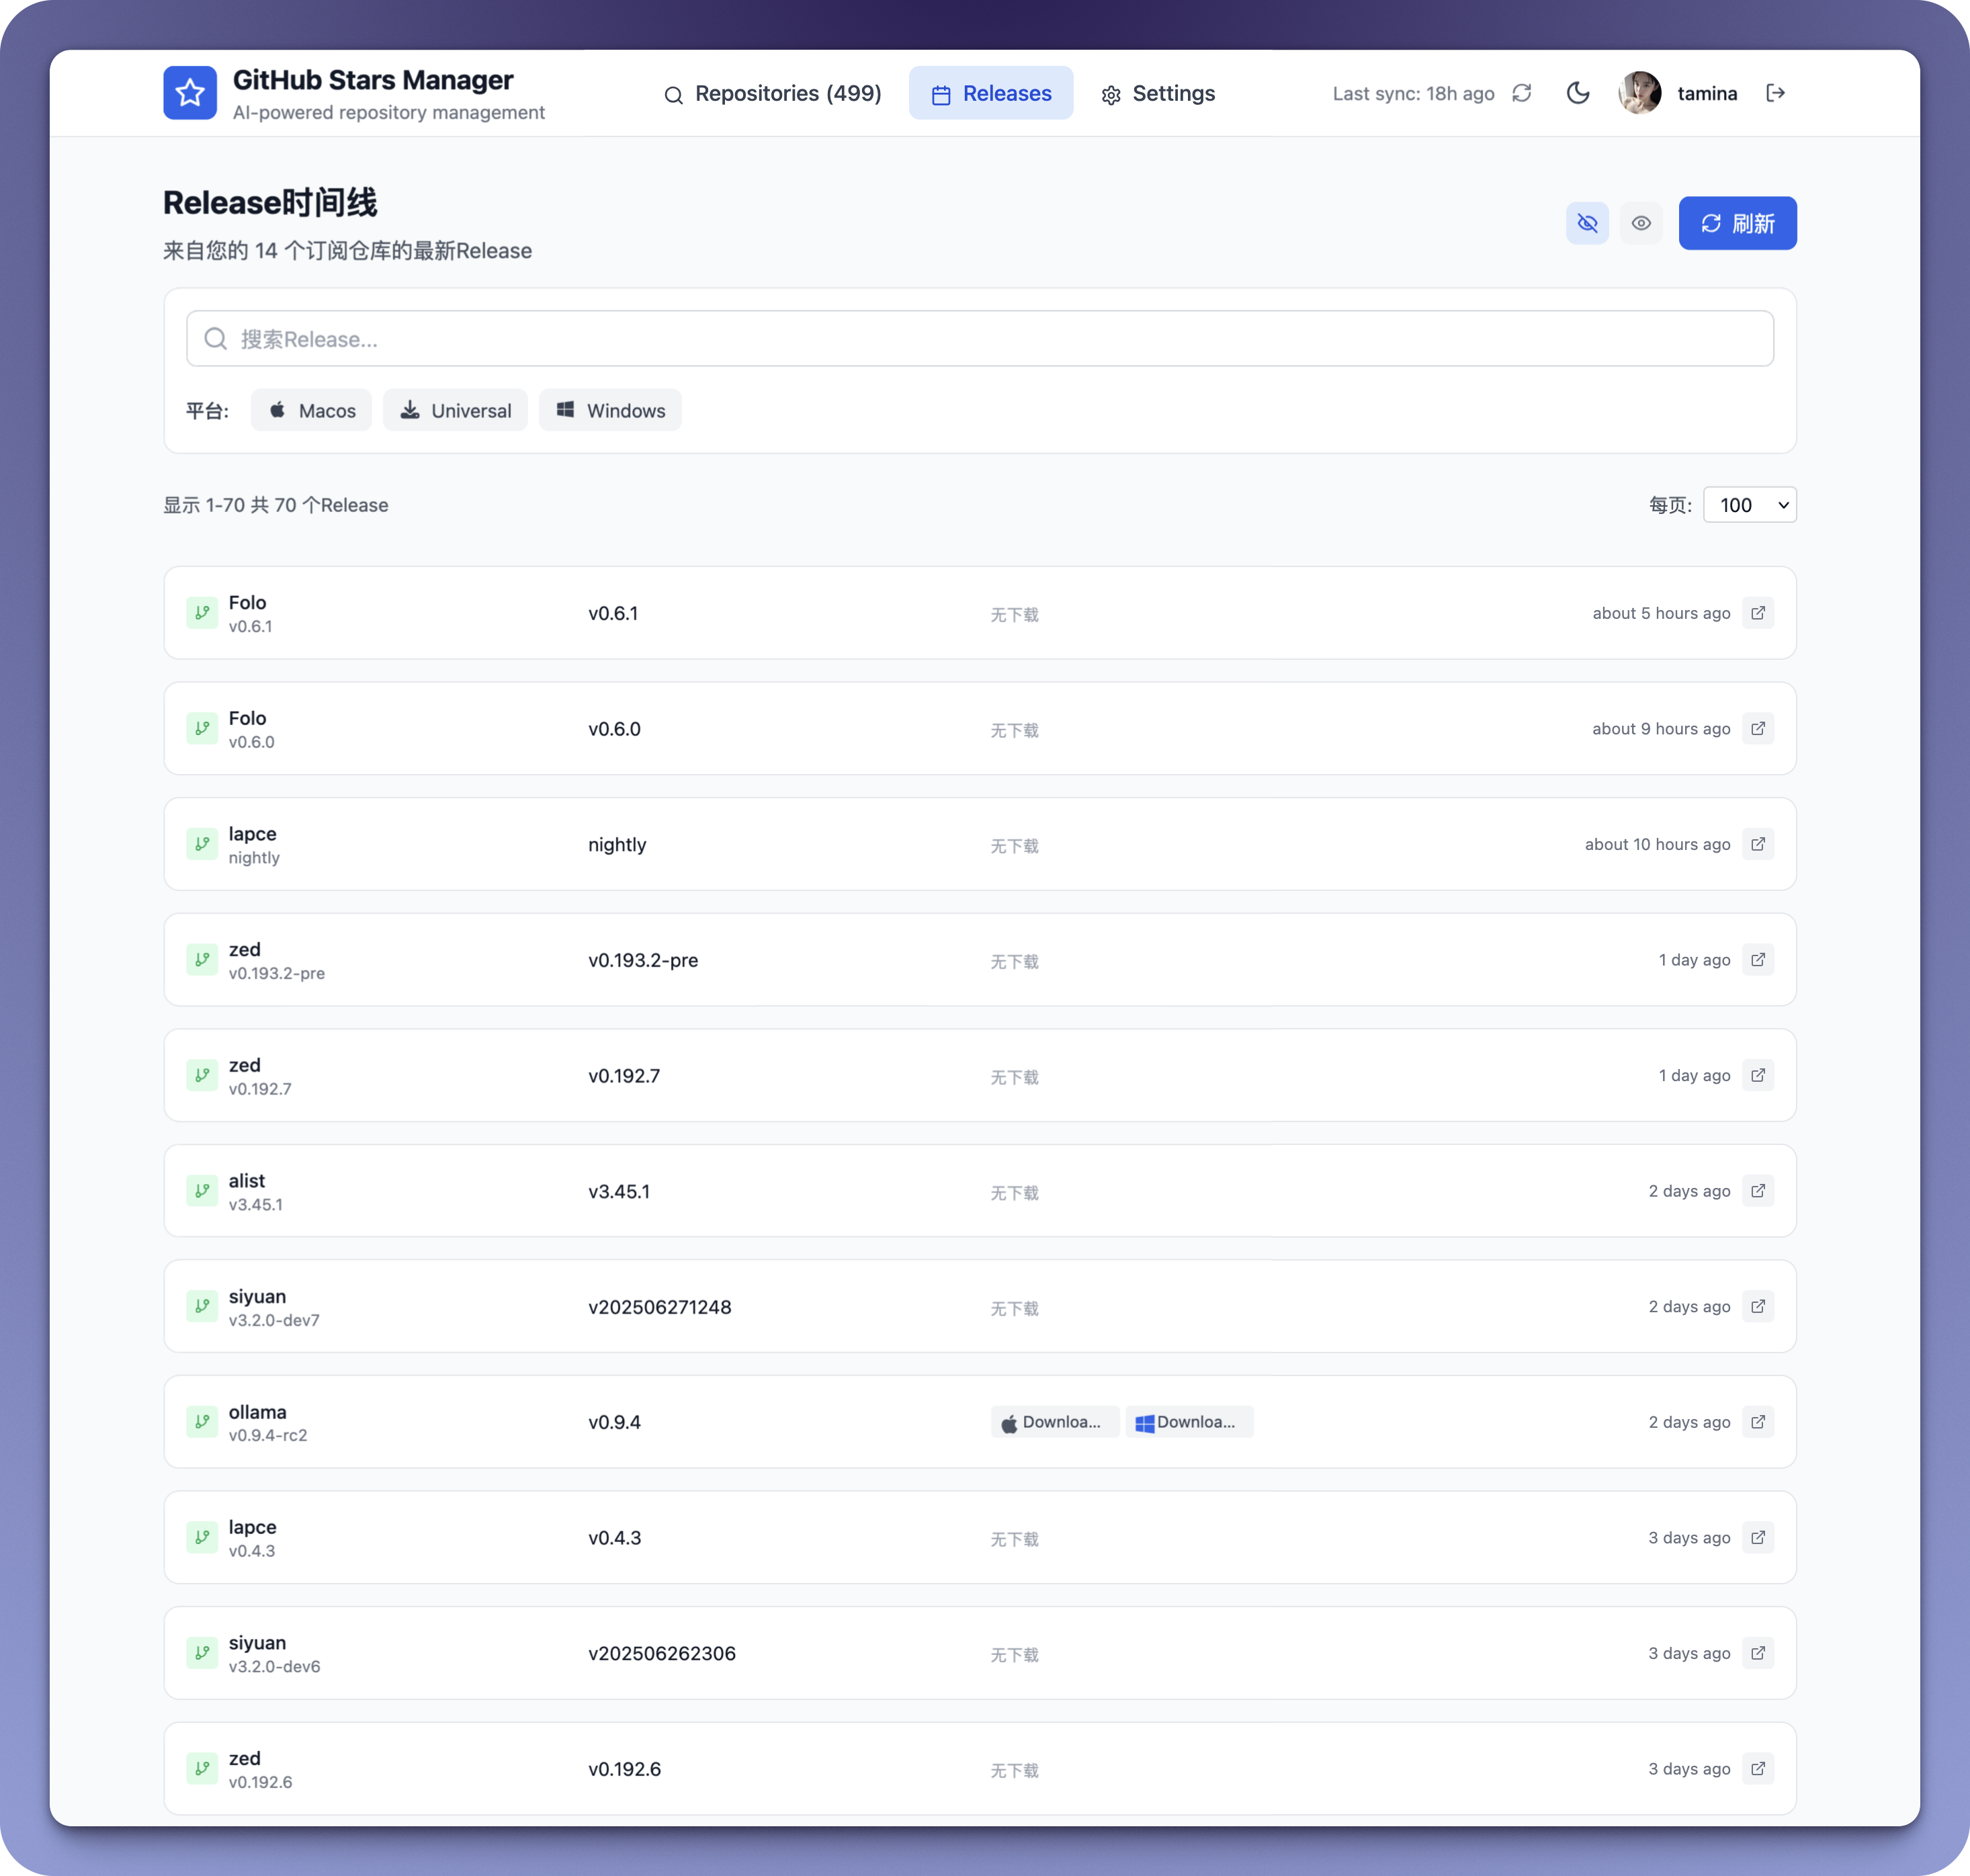 GitHub Stars Manager
AI-powered repository management
Repositories (499)
Releases
Settings
Last sync: 18h ago
tamina
Release时间线
来自您的 14 个订阅仓库的最新Release
刷新
搜索Release...
平台:
Macos
Universal
Windows
显示 1-70 共 70 个Release
每页:
100
Folo
v0.6.1
v0.6.1
无下载
about 5 hours ago
Folo
v0.6.0
v0.6.0
无下载
about 9 hours ago
lapce
nightly
nightly
无下载
about 10 hours ago
zed
v0.193.2-pre
v0.193.2-pre
无下载
1 day ago
zed
v0.192.7
v0.192.7
无下载
1 day ago
alist
v3.45.1
v3.45.1
无下载
2 days ago
siyuan
v3.2.0-dev7
v202506271248
无下载
2 days ago
ollama
v0.9.4-rc2
v0.9.4
Downloa...
Downloa...
2 days ago
lapce
v0.4.3
v0.4.3
无下载
3 days ago
siyuan
v3.2.0-dev6
v202506262306
无下载
3 days ago
zed
v0.192.6
v0.192.6
无下载
3 days ago